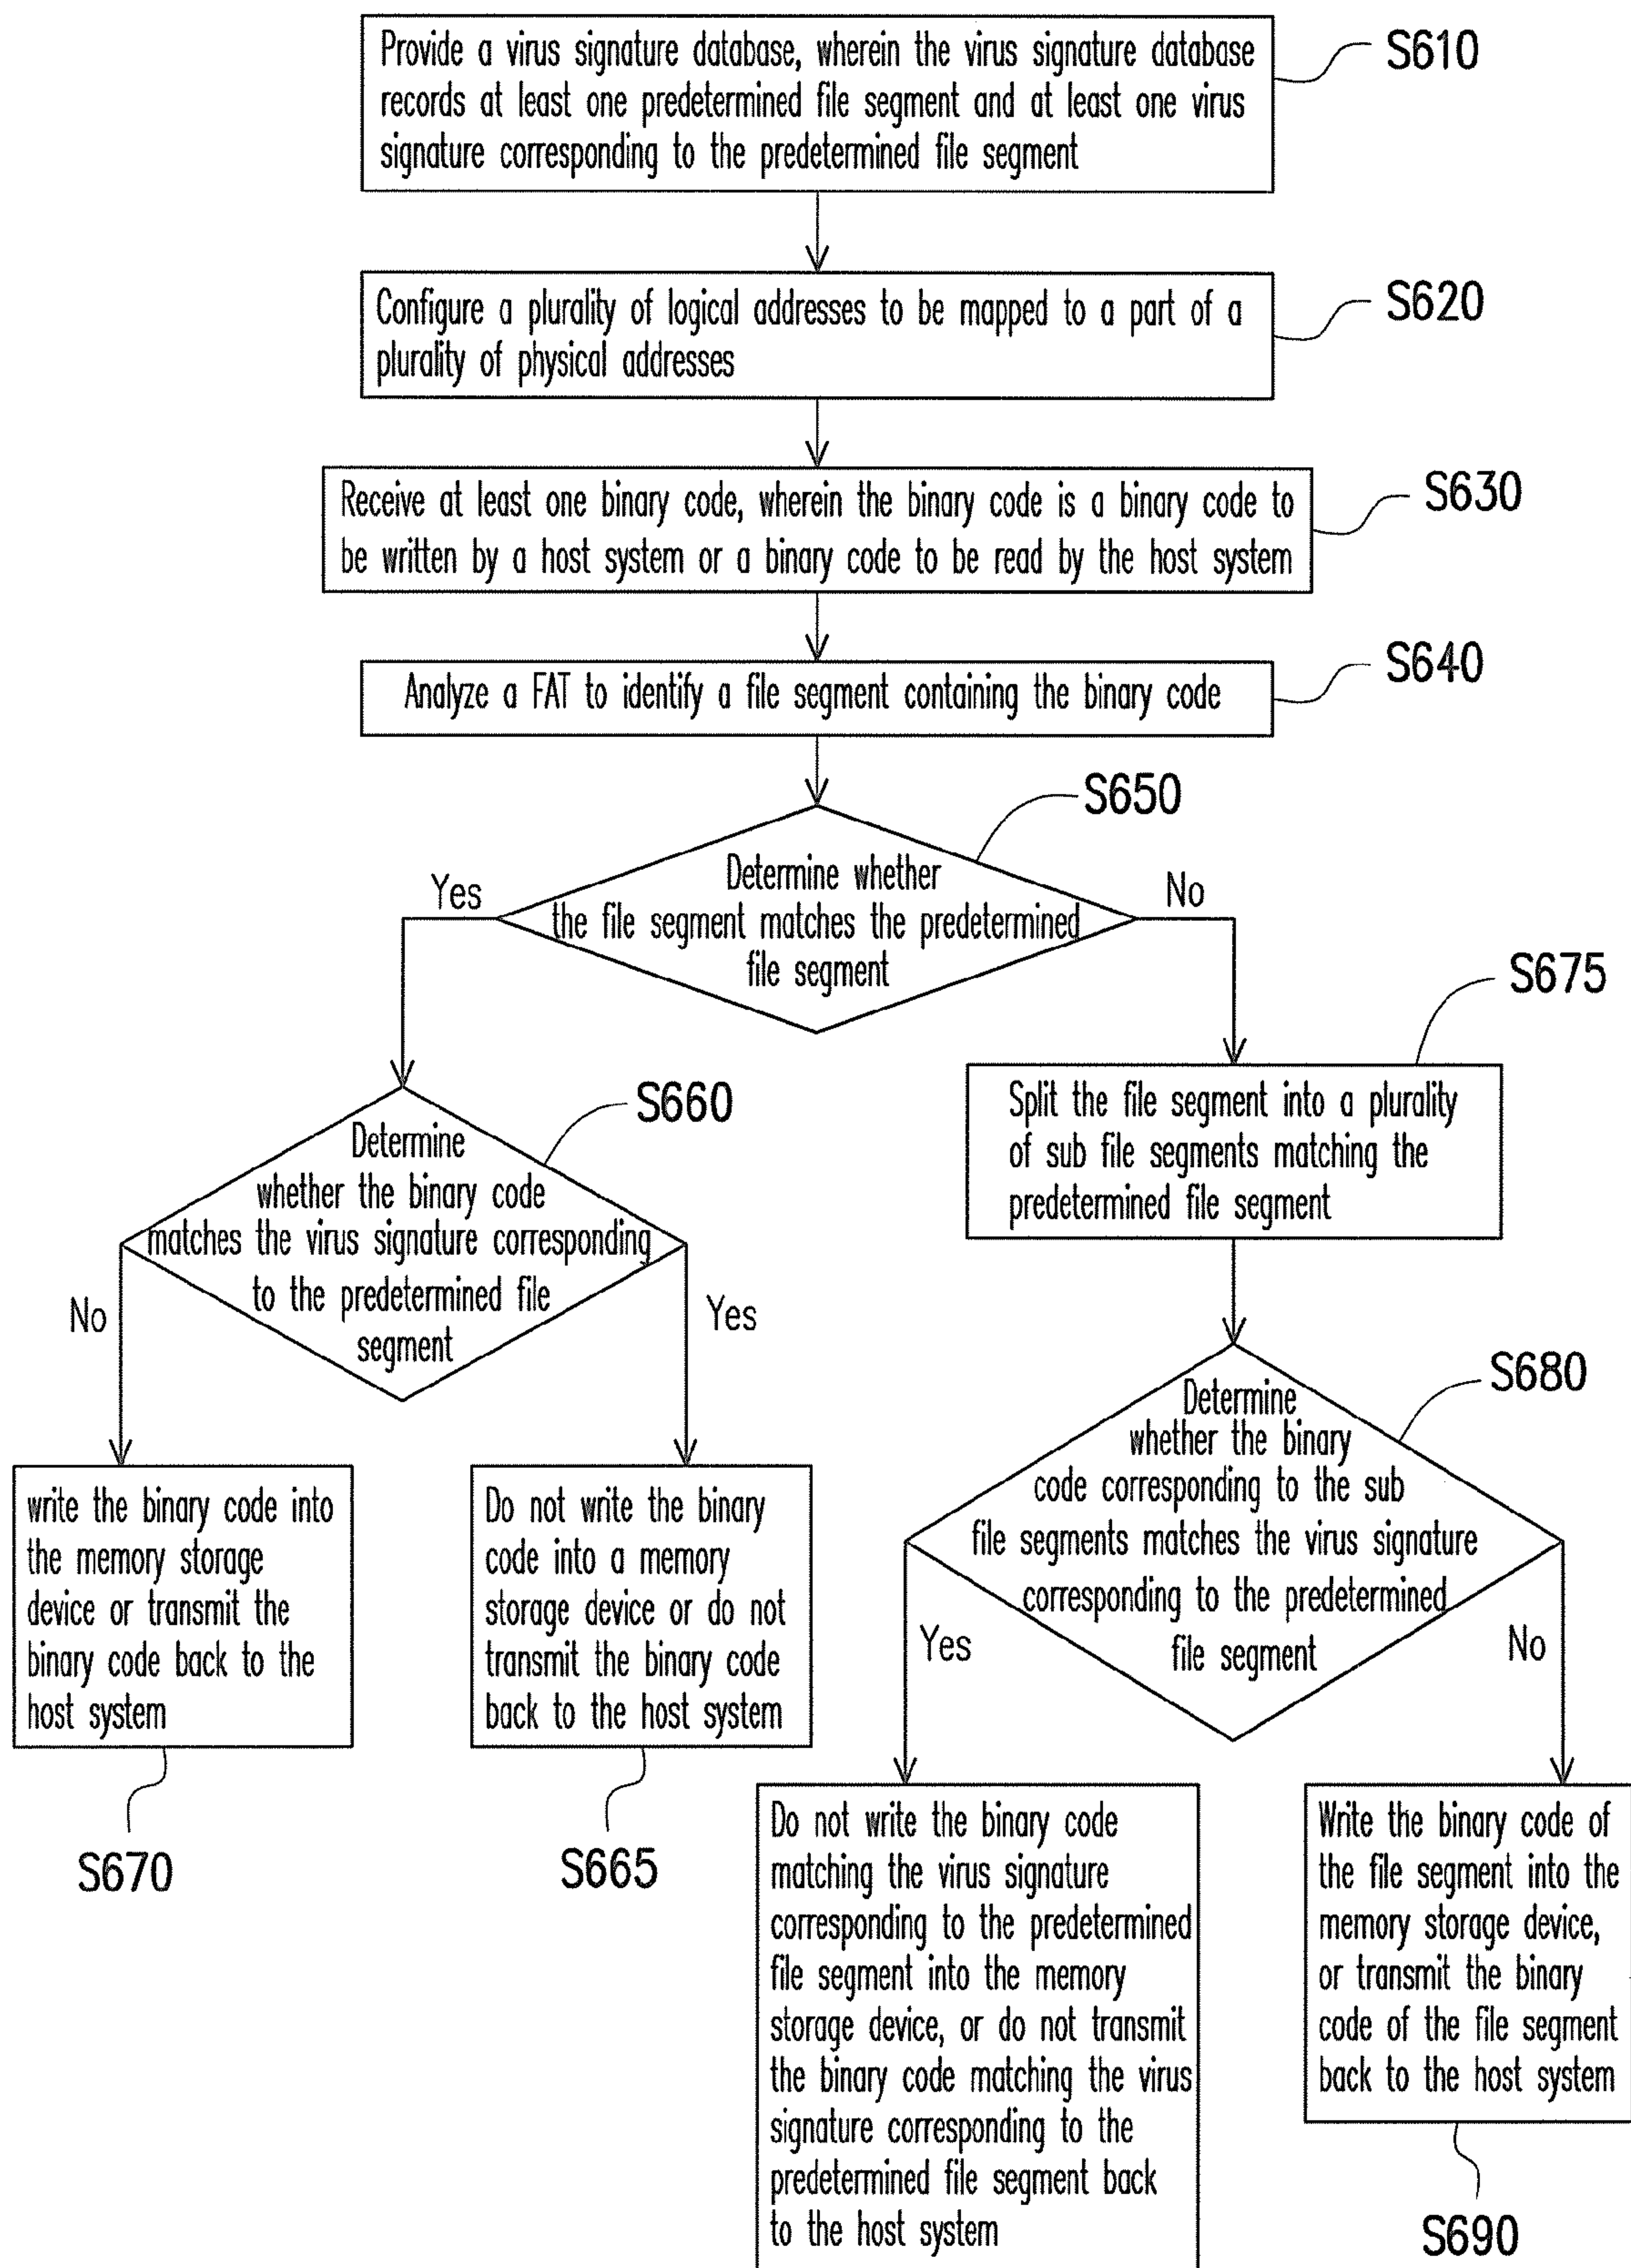 Provide a virus signature database, wherein the virus signature database
records at least one predetermined file segment and at least one virus
signature corresponding to the predetermined file segment
S610
Configure a plurality of logical addresses to be mapped to a part of a
plurality of physical addresses
S620
Receive at least one binary code, wherein the binary code is a binary code to
be written by a host system or a binary code to be read by the host system
S630
Analyze a FAT to identify a file segment containing the binary code
S640
S650
Determine whether
the file segment matches the predetermined
file segment
Yes
No
S660
Determine
whether the binary code
matches the virus signature corresponding
to the predetermined file
segment
No
Yes
S675
Split the file segment into a plurality
of sub file segments matching the
predetermined file segment
write the binary code into
the memory storage
device or transmit the
binary code back to the
host system
S670
Do not write the binary
code into a memory
storage device or do not
transmit the binary code
back to the host system
S665
S680
Determine
whether the binary
code corresponding to the sub
file segments matches the virus signature
corresponding to the predetermined
file segment
Yes
No
Do not write the binary code
matching the virus signature
corresponding to the predetermined
file segment into the memory
storage device, or do not transmit
the binary code matching the virus
signature corresponding to the
predetermined file segment back
to the host system
Write the binary code of
the file segment into the
memory storage device,
or transmit the binary
code of the file segment
back to the host system
S690